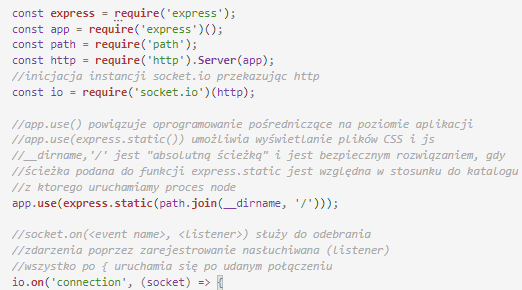 const express = require('express');
const app = require('express')();
const path = require('path');
const http = require('http').Server(app);
//inicjacja instancji socket.io przekazując http
const io = require('socket.io')(http);
//app.use() powiązuje oprogramowanie pośredniczące na poziomie aplikacji
//app.use(express.static()) umożliwia wyświetlanie plików CSS i js
//__dirname,'/' jest "absolutną ścieżką" i jest bezpiecznym rozwiązaniem, gdy
//ścieżka podana do funkcji express.static jest względna w stosunku do katalogu
//z ktorego uruchamiamy proces node
app.use(express.static(path.join(__dirname, '/')));
//socket.on(<event name>, <listener>) służy do odebrania
//zdarzenia poprzez zarejestrowanie nasłuchiwana (listener)
//wszystko po { uruchamia się po udanym połączeniu
io.on('connection', (socket) => {